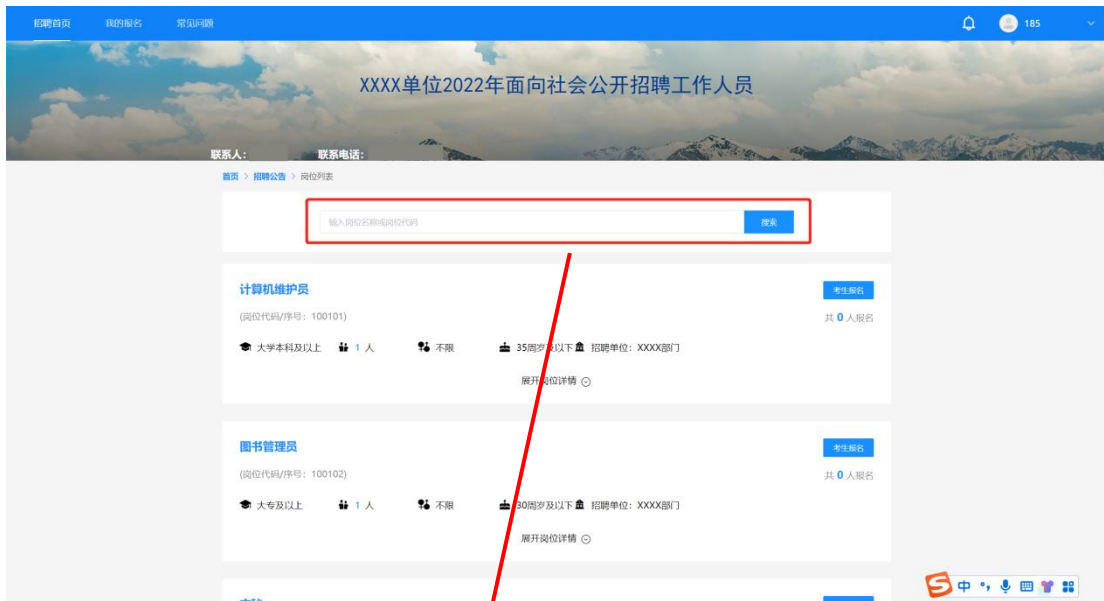 招聘首页 我的报名 常见问题 185
XXXX单位2022年面向社会公开招聘工作人员
联系人： 联系电话：
首页 > 招聘公告 > 岗位列表
输入岗位名称或岗位代码 搜索
计算机维护员 考生报名
(岗位代码/序号：100101) 共 0 人报名
大学本科及以上 1 人 不限 35周岁及以下 招聘单位：XXXX部门
展开岗位详情
图书管理员 考生报名
(岗位代码/序号：100102) 共 0 人报名
大专及以上 1 人 不限 30周岁及以下 招聘单位：XXXX部门
展开岗位详情
S 中